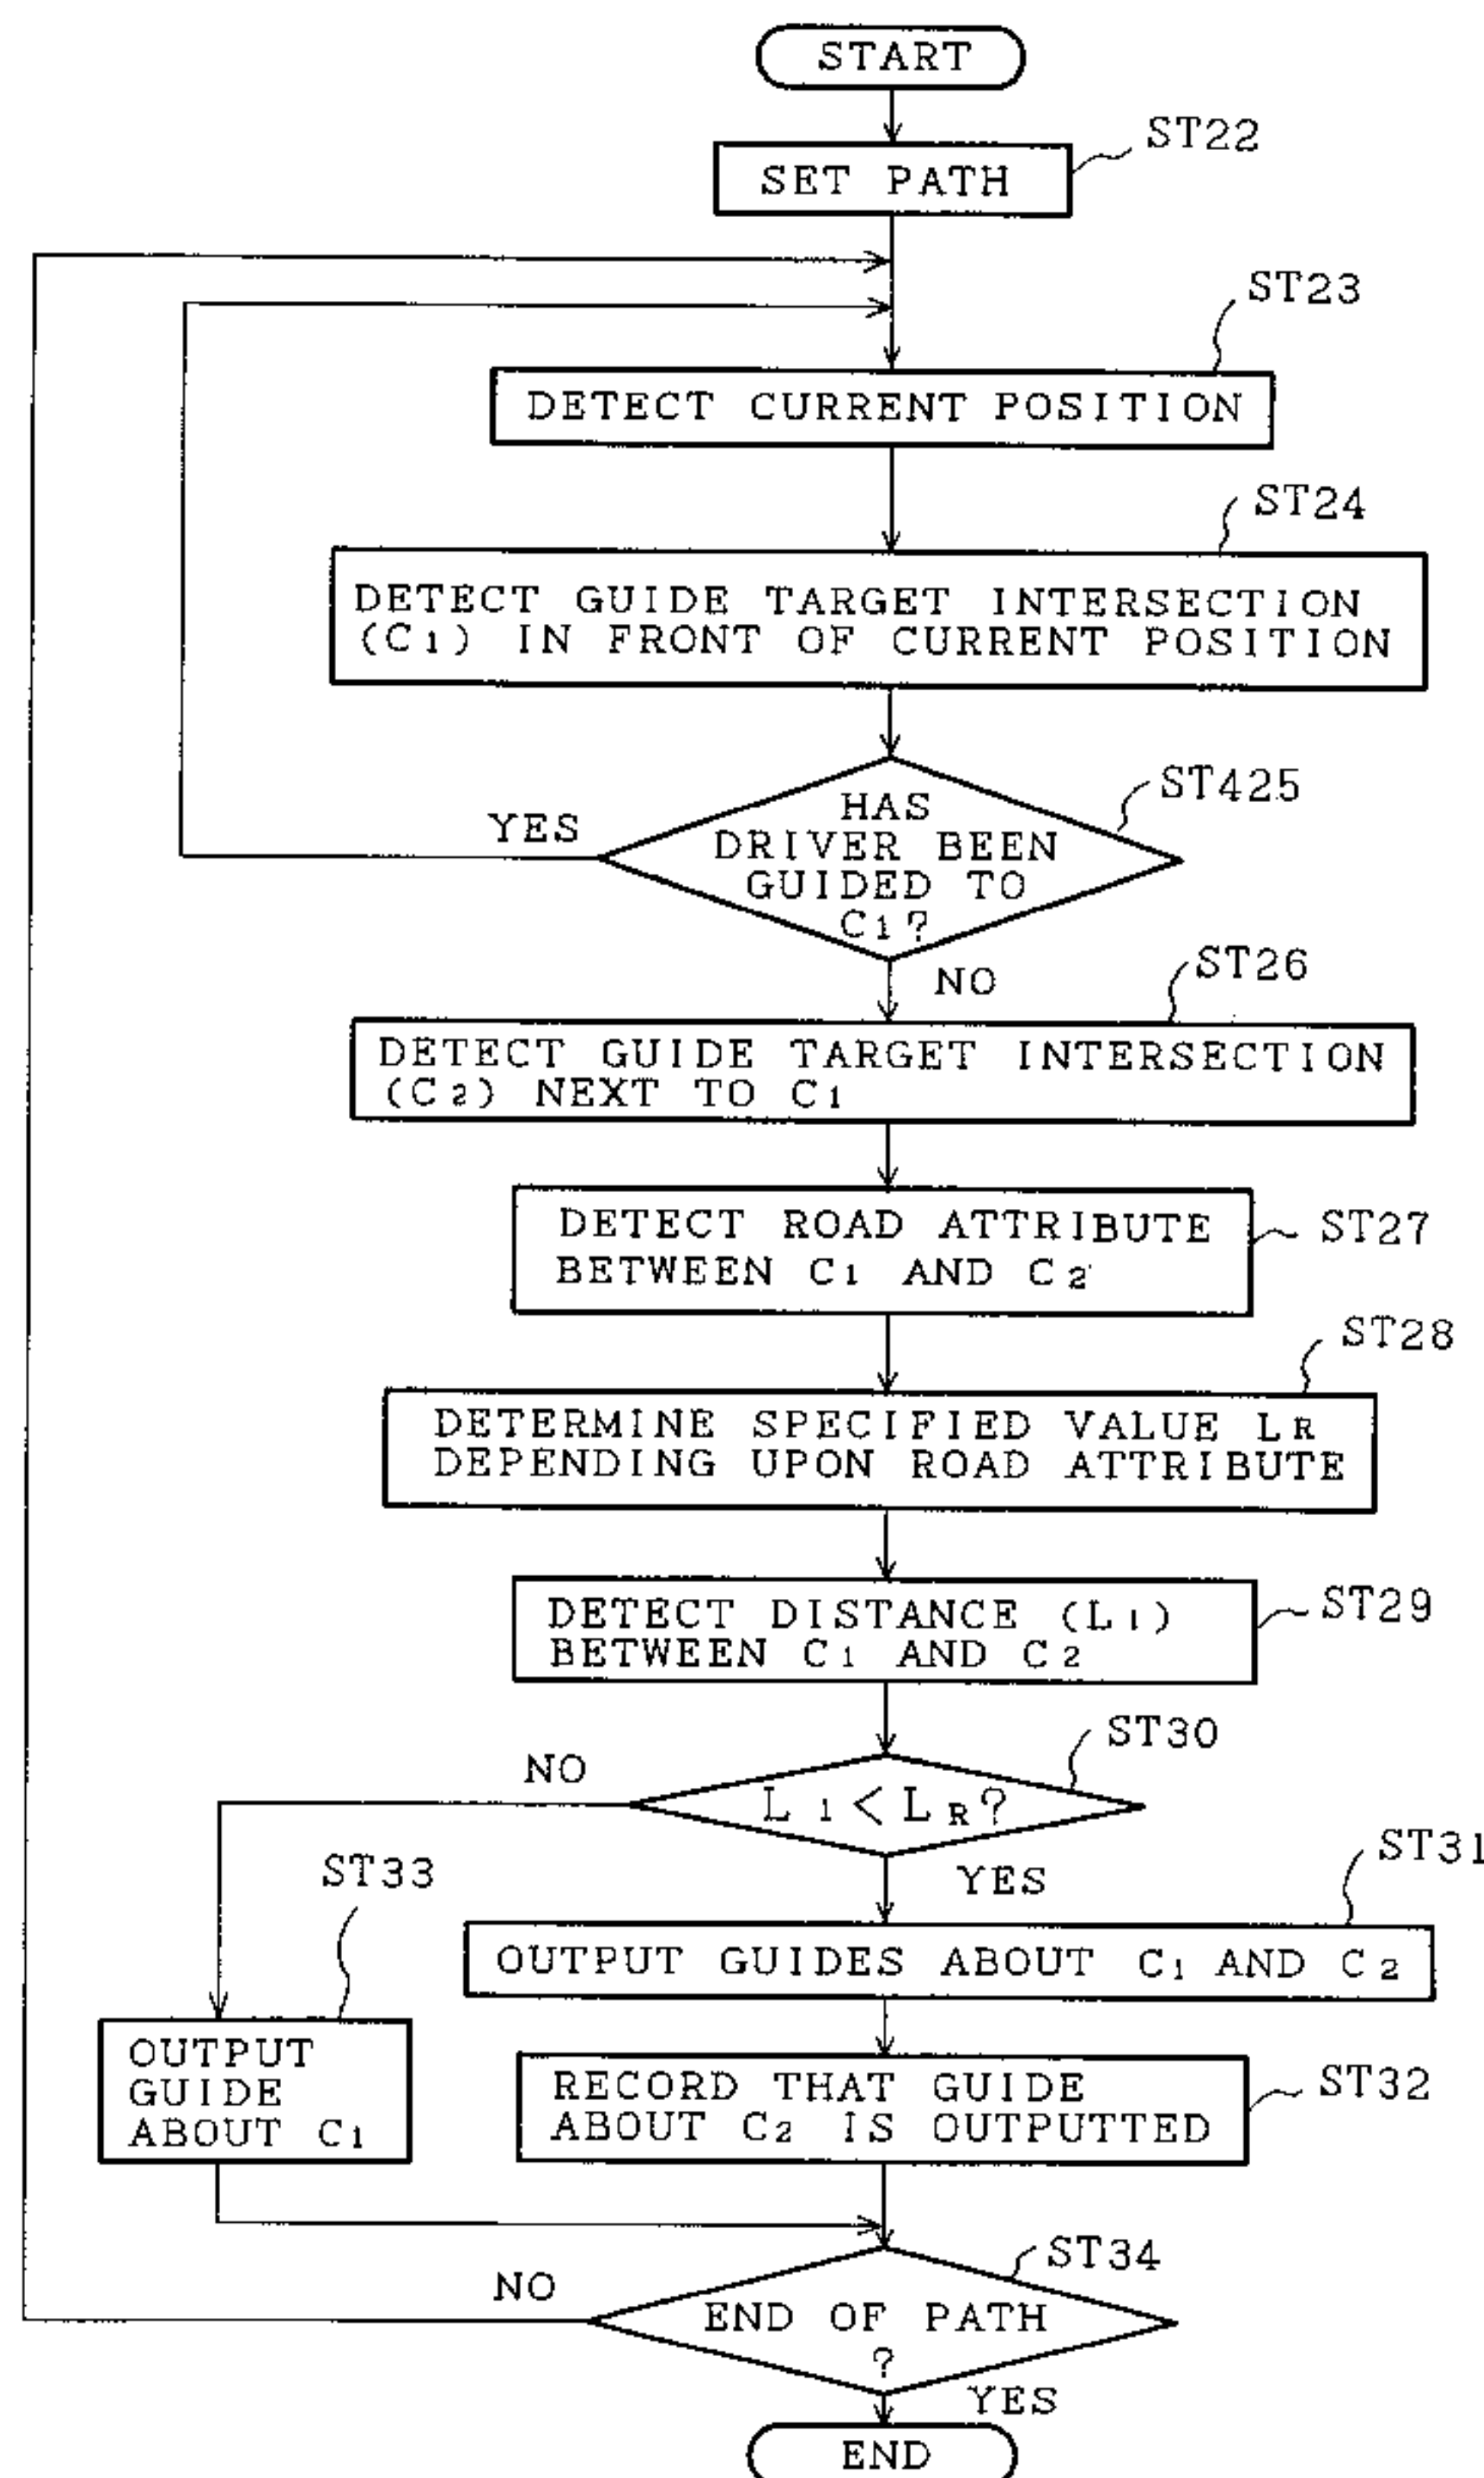 START
ST22
SET PATH
ST23
DETECT CURRENT POSITION
ST24
DETECT GUIDE TARGET INTERSECTION
(C1) IN FRONT OF CURRENT POSITION
ST425
HAS
DRIVER BEEN
GUIDED TO
C1?
YES
NO
ST26
DETECT GUIDE TARGET INTERSECTION
(C2) NEXT TO C1
ST27
DETECT ROAD ATTRIBUTE
BETWEEN C1 AND C2
ST28
DETERMINE SPECIFIED VALUE LR
DEPENDING UPON ROAD ATTRIBUTE
ST29
DETECT DISTANCE (L1)
BETWEEN C1 AND C2
ST30
L1<LR?
NO
YES
ST31
OUTPUT GUIDES ABOUT C1 AND C2
ST33
OUTPUT
GUIDE
ABOUT C1
ST32
RECORD THAT GUIDE
ABOUT C2 IS OUTPUTTED
ST34
END OF PATH
?
NO
YES
END